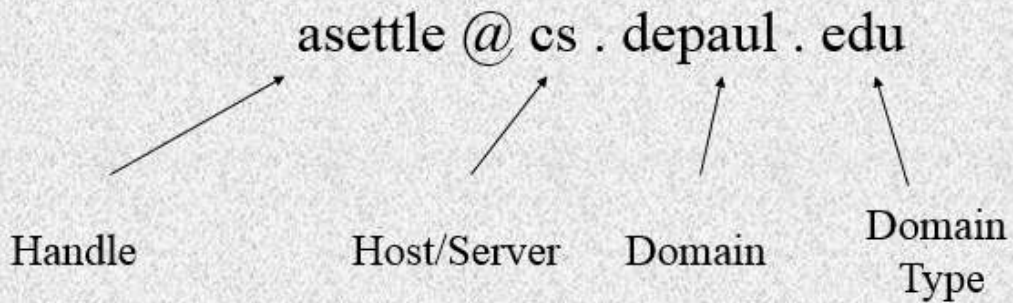 asettle @ cs . depaul . edu
Handle
Host/Server
Domain
Domain
Type